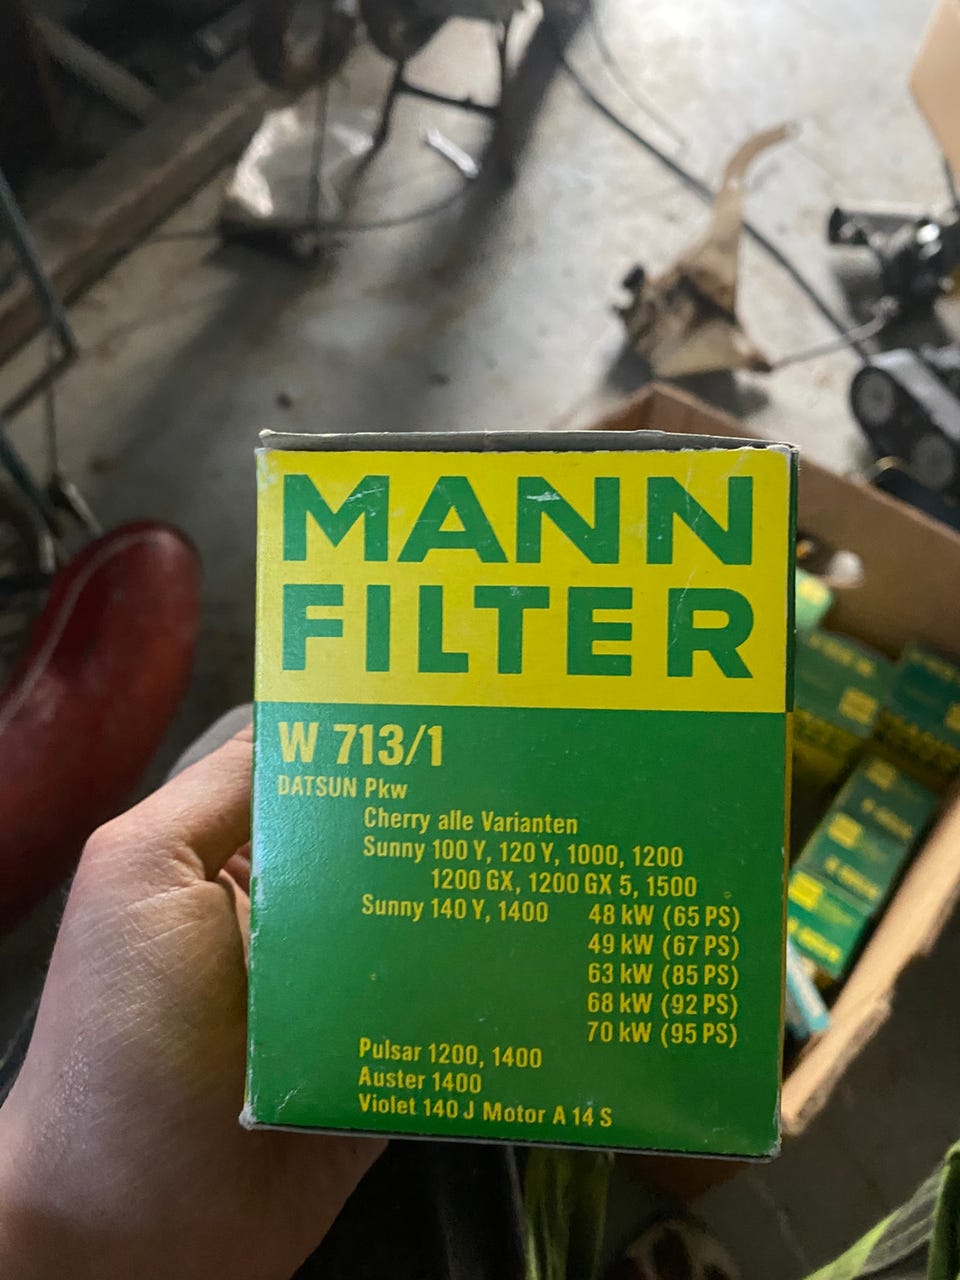 MANN
FILTER
W 713/1
DATSUN Pkw
Cherry alle Varianten
Sunny 100 Y, 120 Y, 1000, 1200
1200 GX, 1200 GX 5, 1500
Sunny 140 Y, 1400 48 kW (65 PS)
49 kW (67 PS)
63 kW (85 PS)
68 kW (92 PS)
70 kW (95 PS)
Pulsar 1200, 1400
Auster 1400
Violet 140 J Motor A 14 S